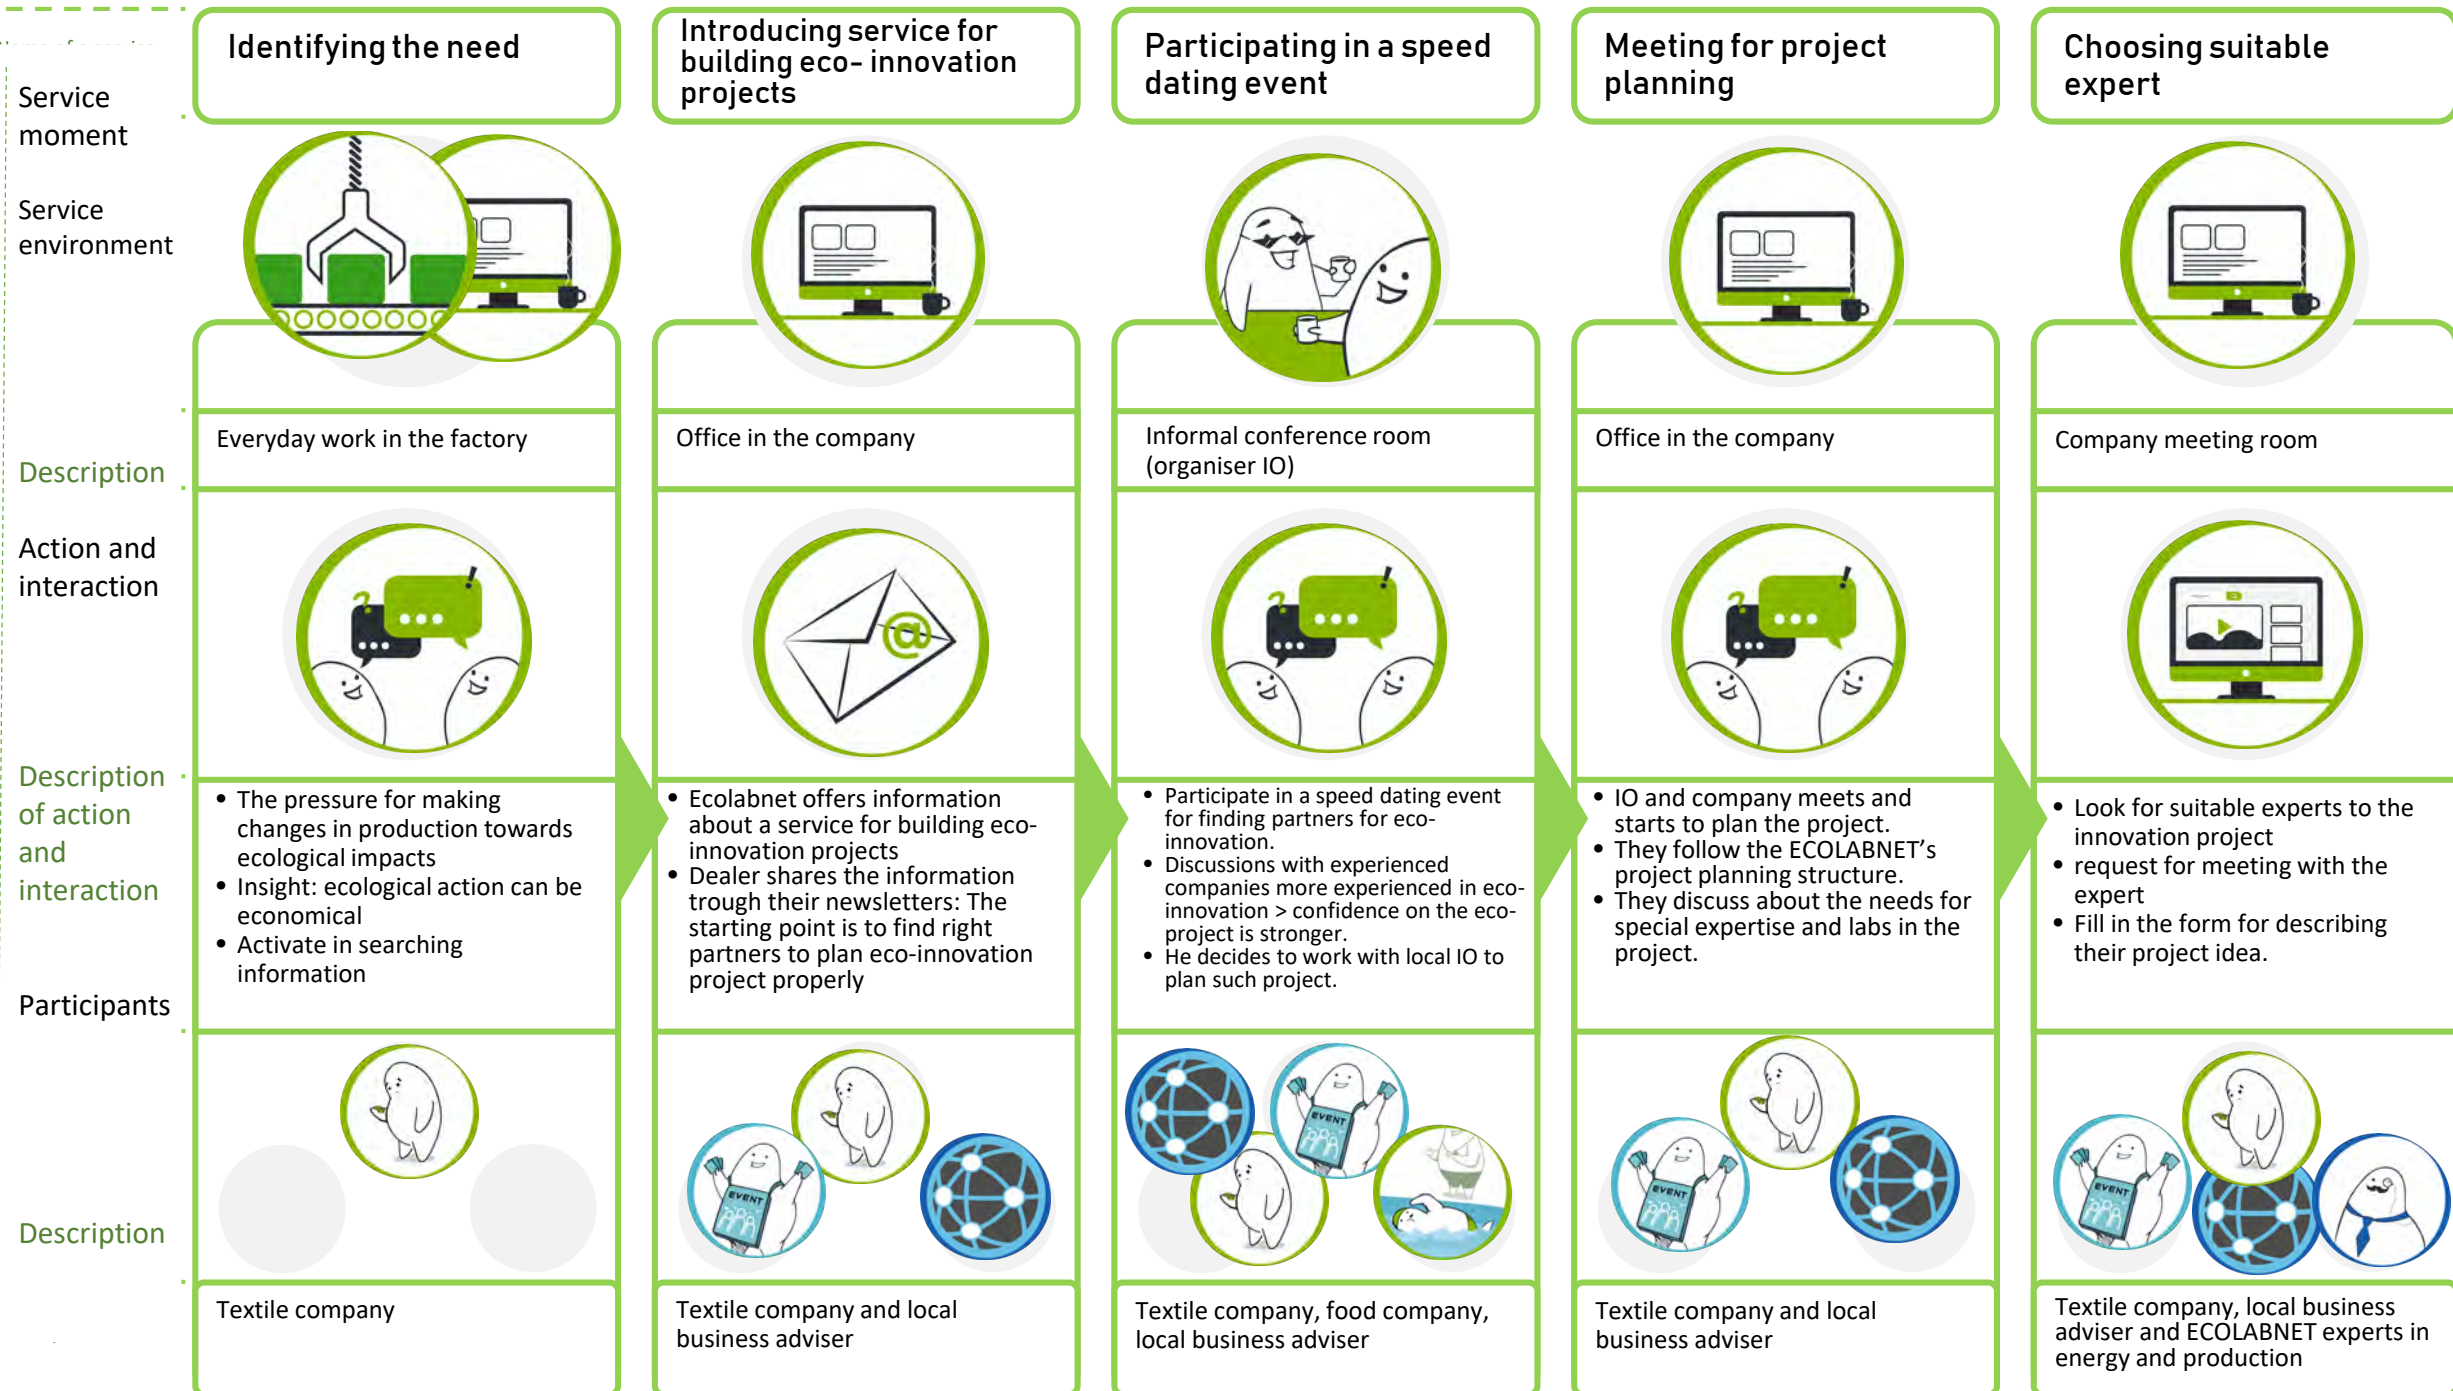 Service
moment
Service
environment
Description
Action and
interaction
Description
of action
and
interaction
Participants
Description
Identifying the need
Everyday work in the factory
• The pressure for making
changes in production towards
ecological impacts
• Insight: ecological action can be
economical
• Activate in searching
information
Textile company
Introducing service for
building eco- innovation
projects
Office in the company
@
• Ecolabnet offers information
about a service for building eco-
innovation projects
• Dealer shares the information
trough their newsletters: The
starting point is to find right
partners to plan eco-innovation
project properly
EVENT
Textile company and local
business adviser
Participating in a speed
dating event
Informal conference room
(organiser IO)
• Participate in a speed dating event
for finding partners for eco-
innovation.
• Discussions with experienced
companies more experienced in eco-
innovation > confidence on the eco-
project is stronger.
• He decides to work with local IO to
plan such project.
EVENT
Textile company, food company,
local business adviser
Meeting for project
planning
Office in the company
• IO and company meets and
starts to plan the project.
• They follow the ECOLABNET’s
project planning structure.
• They discuss about the needs for
special expertise and labs in the
project.
EVENT
Textile company and local
business adviser
Choosing suitable
expert
Company meeting room
• Look for suitable experts to the
innovation project
• request for meeting with the
expert
• Fill in the form for describing
their project idea.
EVENT
Textile company, local business
adviser and ECOLABNET experts in
energy and production